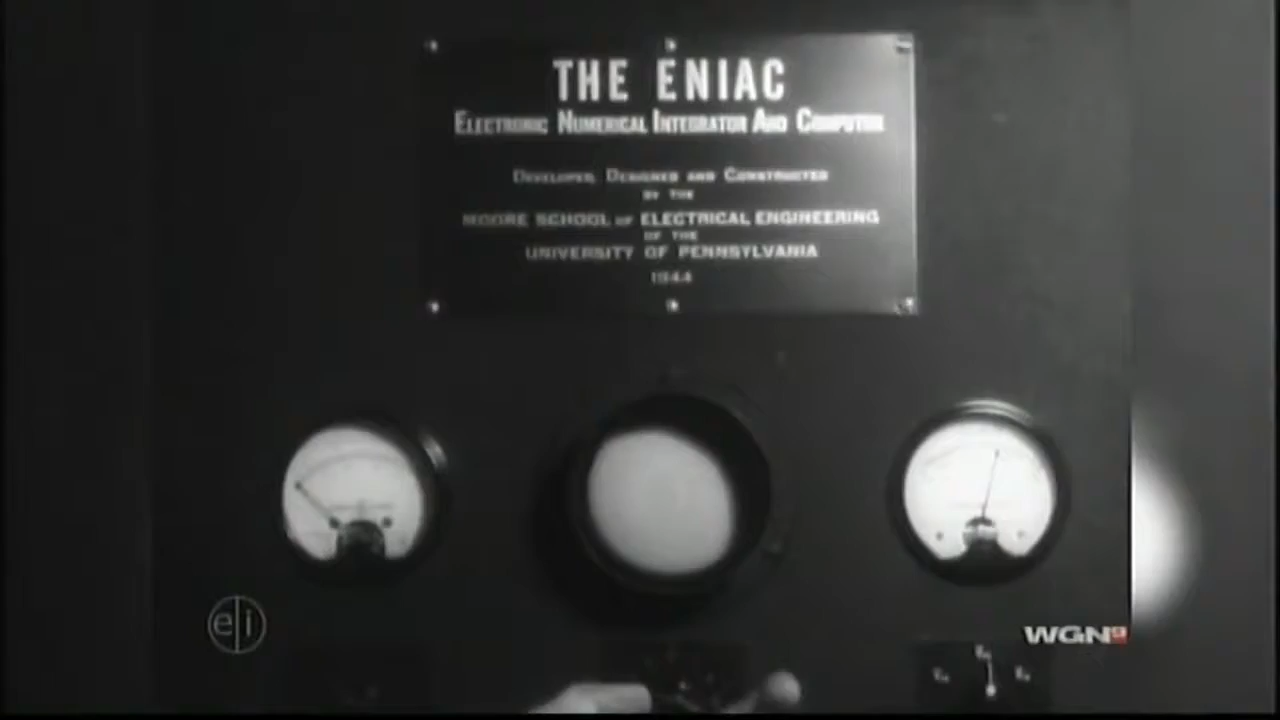 THE ENIAC
ELECTRONIC NUMERICAL INTEGRATOR AND COMPUTER
DEVELOPED, DESIGNED AND CONSTRUCTED
BY THE
MOORE SCHOOL OF ELECTRICAL ENGINEERING
OF THE
UNIVERSITY OF PENNSYLVANIA
1944
e|i
WGN9